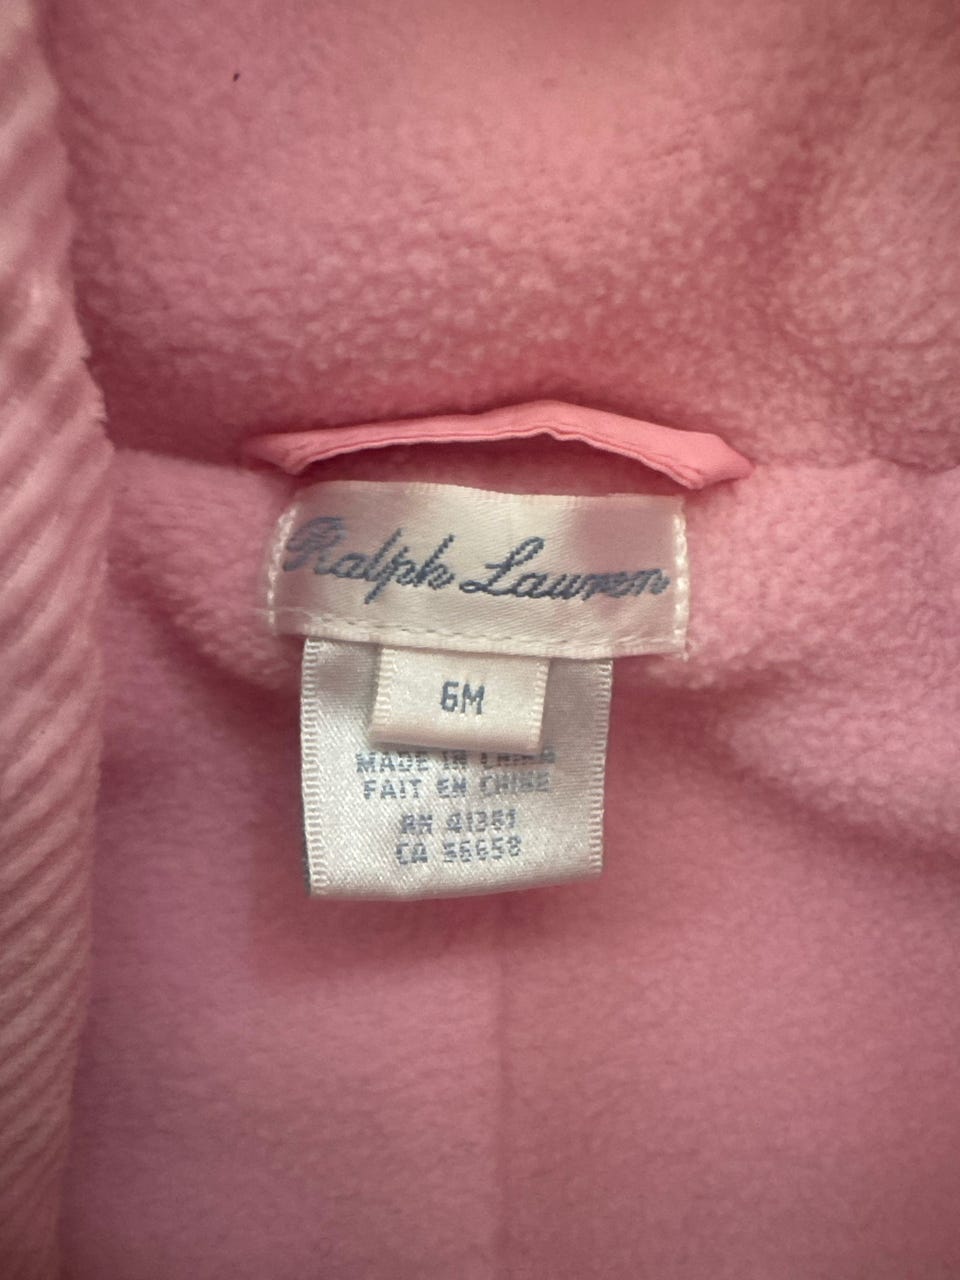 Ralph Lauren
6M
MADE IN CHINA
FAIT EN CHINE
RN 41381
CA 56658